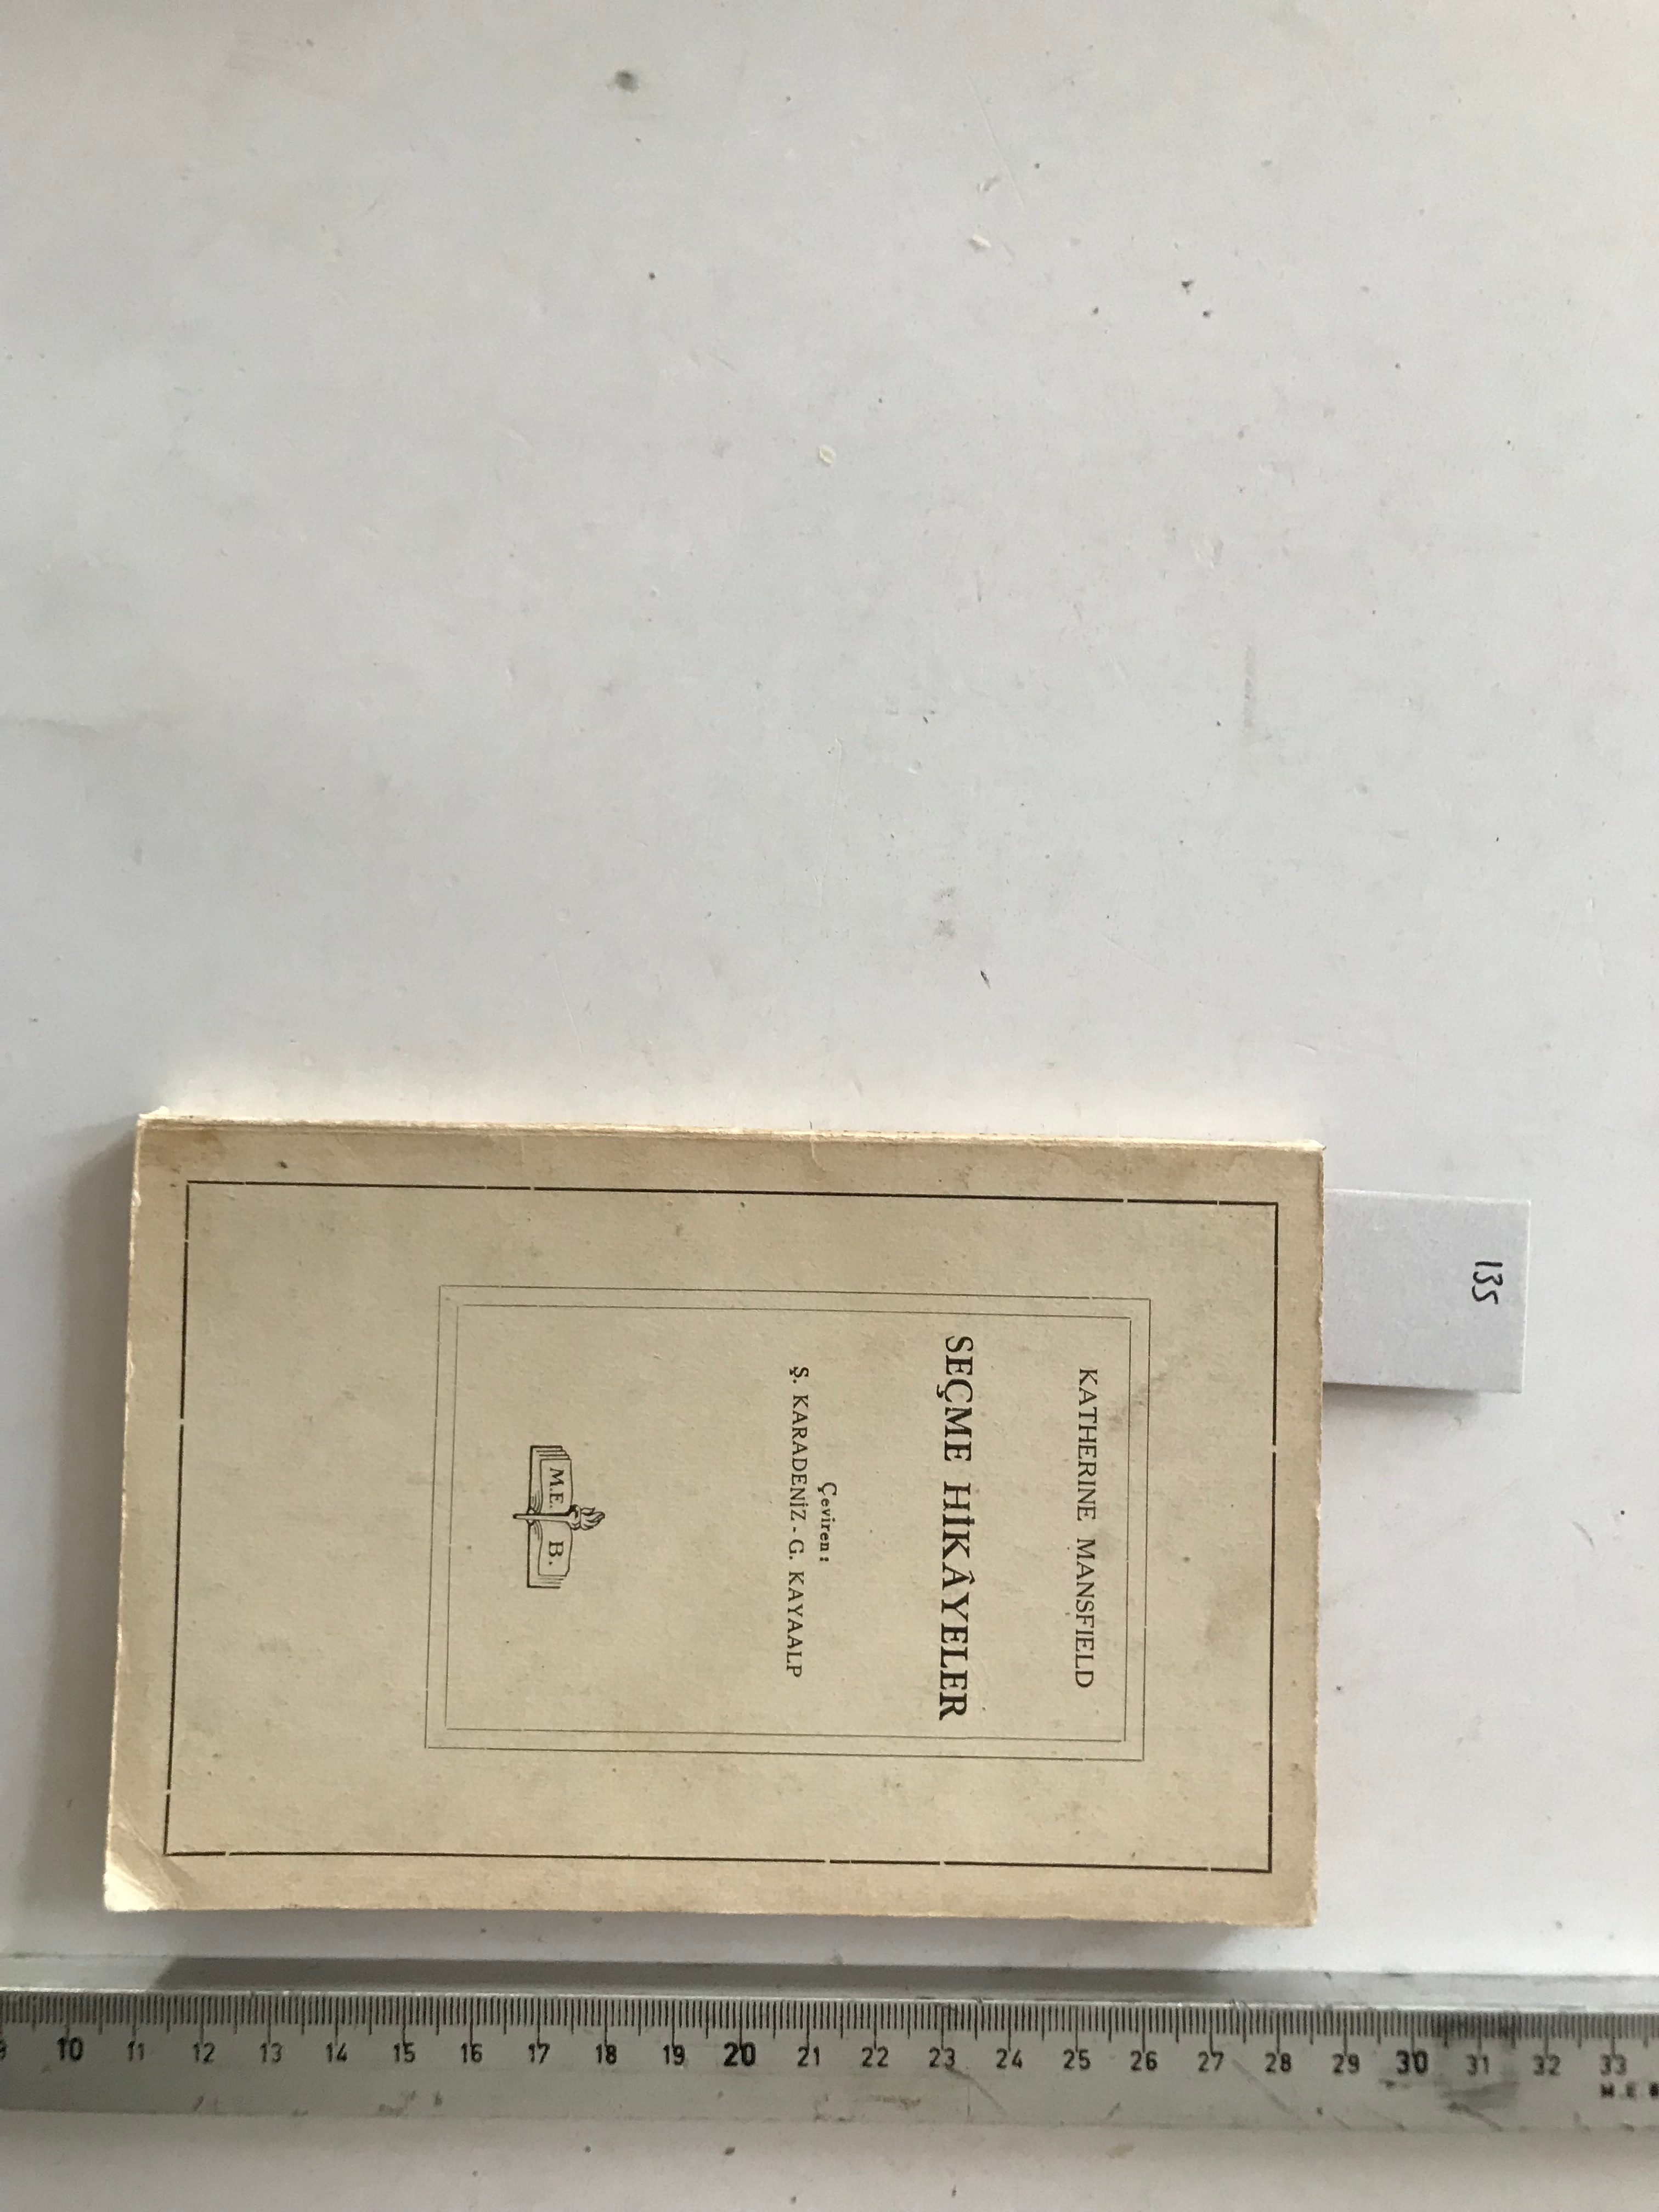 135
KATHERINE MANSFIELD
SEÇME HİKÂYELER
Çeviren:
Ş. KARADENİZ - G. KAYAALP
M.E. B.
10 11 12 13 14 15 16 17 18 19 20 21 22 23 24 25 26 27 28 29 30 31 32 33